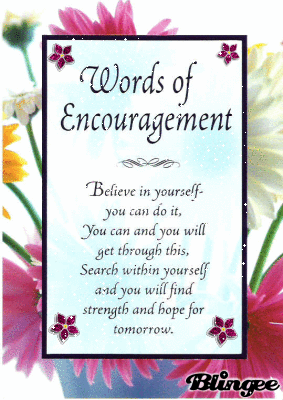 Words of
Encouragement
Believe in yourself-
you can do it,
You can and you will
get through this,
Search within yourself
and you will find
strength and hope for
tomorrow.
Blingee